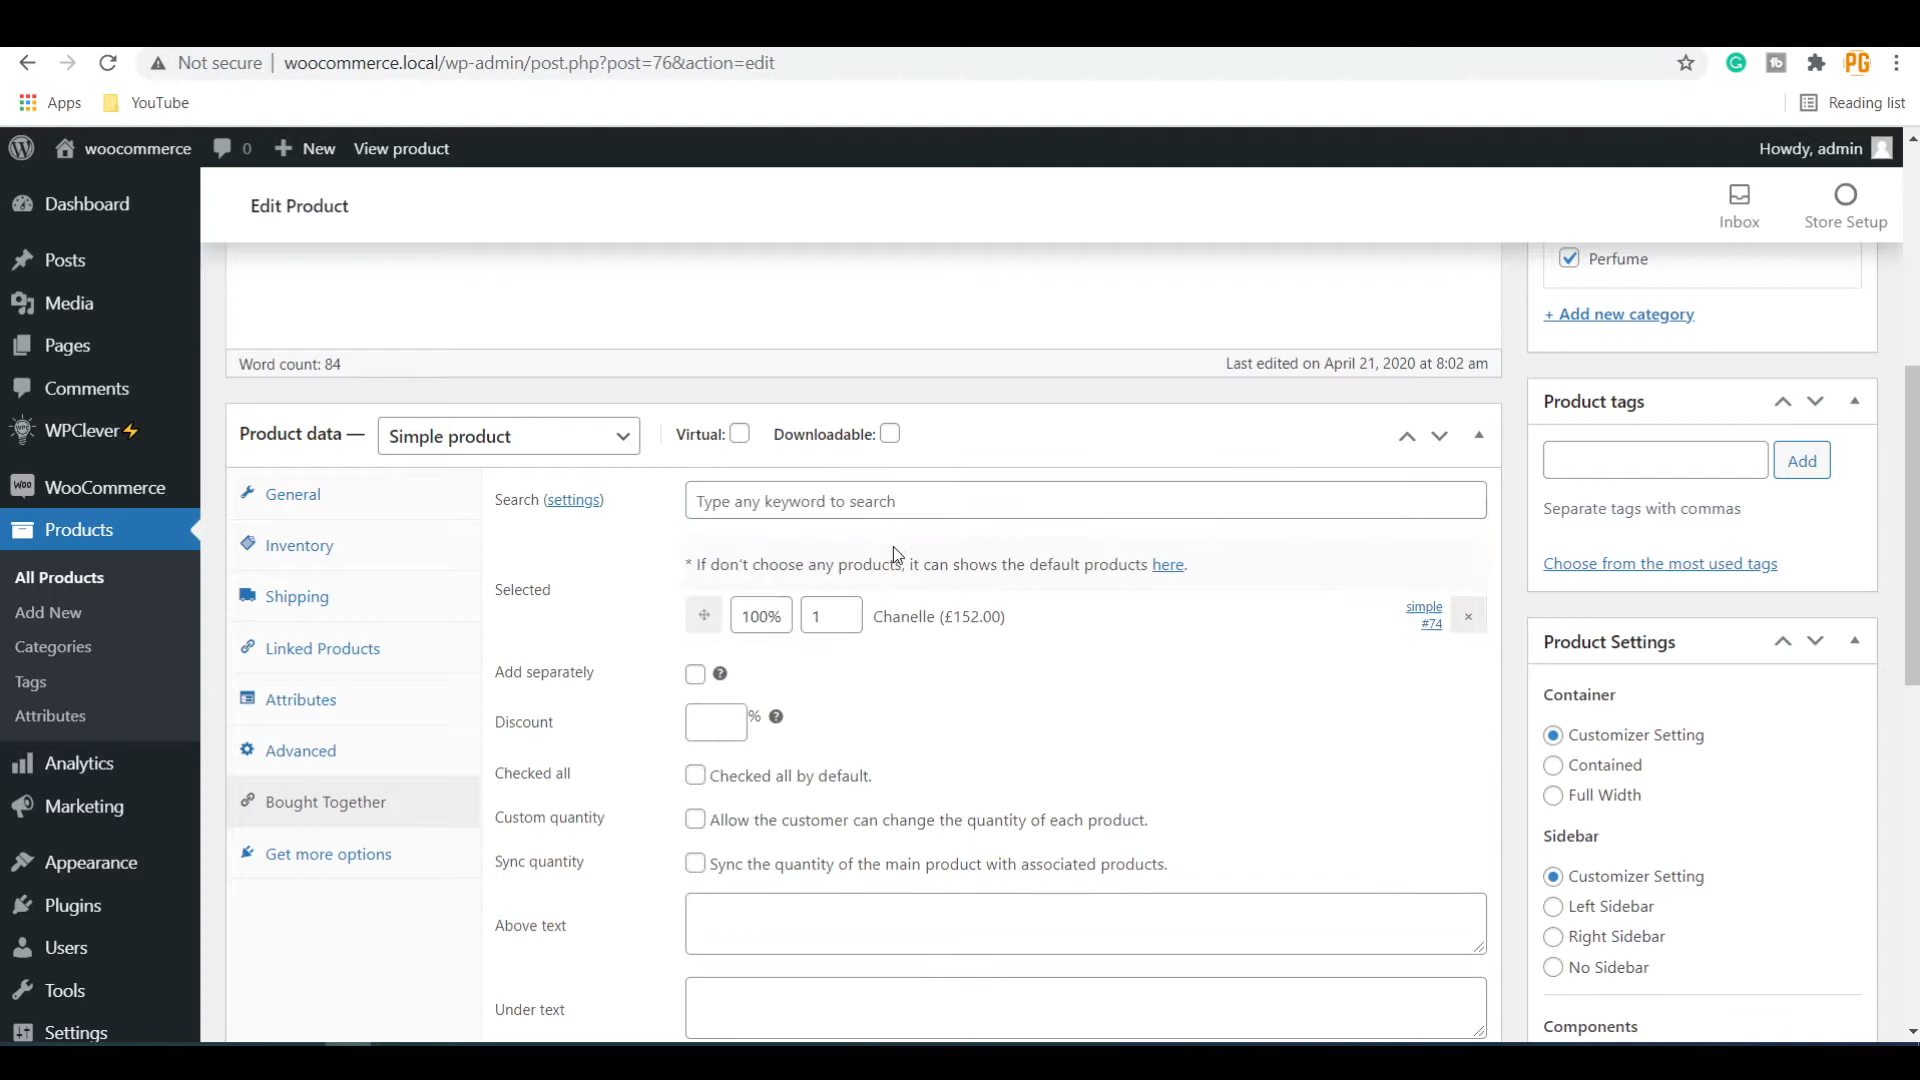 Not secure | woocommerce.local/wp-admin/post.php?post=76&action=edit
PG
Apps YouTube
Reading list
woocommerce 0 New View product
Howdy, admin
Edit Product
Inbox
Store Setup
Dashboard
Posts
Media
Pages
Comments
WPClever
Woo WooCommerce
Products
All Products
Add New
Categories
Tags
Attributes
Analytics
Marketing
Appearance
Plugins
Users
Tools
Settings
Word count: 84
Last edited on April 21, 2020 at 8:02 am
Product data — Simple product Virtual: Downloadable:
General
Inventory
Shipping
Linked Products
Attributes
Advanced
Bought Together
Get more options
Search (settings) Type any keyword to search
* If don't choose any products, it can shows the default products here.
Selected
100% 1 Chanelle (£152.00) simple
#74 ×
Add separately ?
Discount % ?
Checked all Checked all by default.
Custom quantity Allow the customer can change the quantity of each product.
Sync quantity Sync the quantity of the main product with associated products.
Above text
Under text
Perfume
+ Add new category
Product tags
Add
Separate tags with commas
Choose from the most used tags
Product Settings
Container
Customizer Setting
Contained
Full Width
Sidebar
Customizer Setting
Left Sidebar
Right Sidebar
No Sidebar
Components